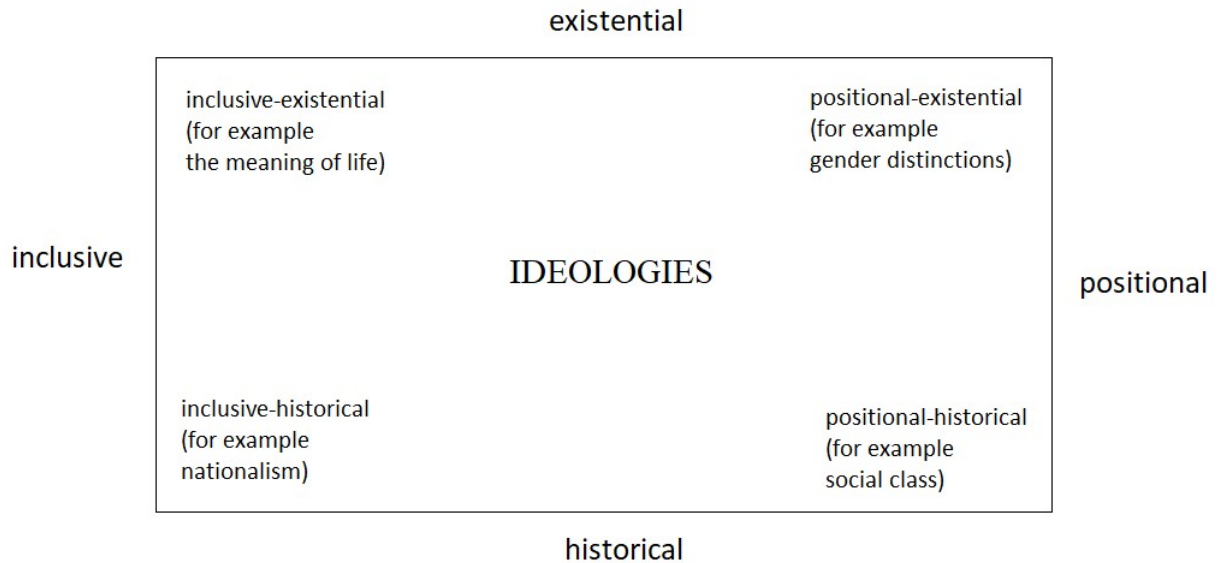 existential
inclusive-existential
(for example
the meaning of life)
positional-existential
(for example
gender distinctions)
inclusive
IDEOLOGIES
positional
inclusive-historical
(for example
nationalism)
positional-historical
(for example
social class)
historical